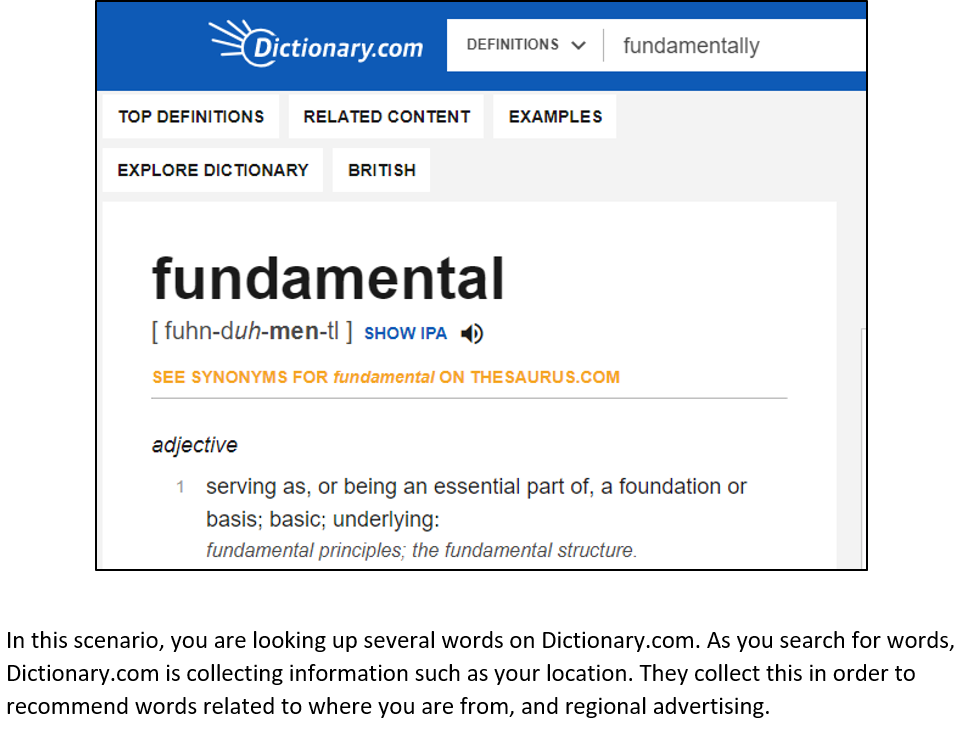 Dictionary.com DEFINITIONS fundamentally
TOP DEFINITIONS RELATED CONTENT EXAMPLES
EXPLORE DICTIONARY BRITISH
fundamental
[ fuhn-duh-men-tl ] SHOW IPA
SEE SYNONYMS FOR fundamental ON THESAURUS.COM
adjective
1 serving as, or being an essential part of, a foundation or
basis; basic; underlying:
fundamental principles; the fundamental structure.
In this scenario, you are looking up several words on Dictionary.com. As you search for words,
Dictionary.com is collecting information such as your location. They collect this in order to
recommend words related to where you are from, and regional advertising.